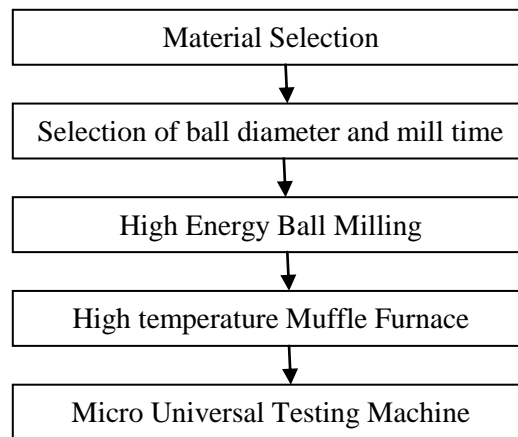 Material Selection
Selection of ball diameter and mill time
High Energy Ball Milling
High temperature Muffle Furnace
Micro Universal Testing Machine